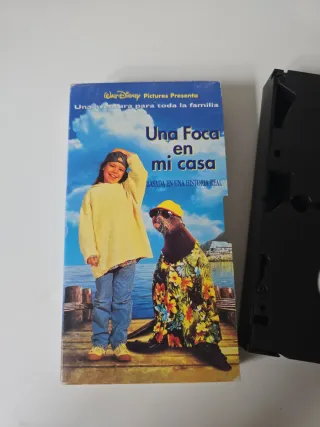 Walt Disney Pictures Presenta
Una aventura para toda la familia
Una Foca
en
mi casa
BASADA EN UNA HISTORIA REAL